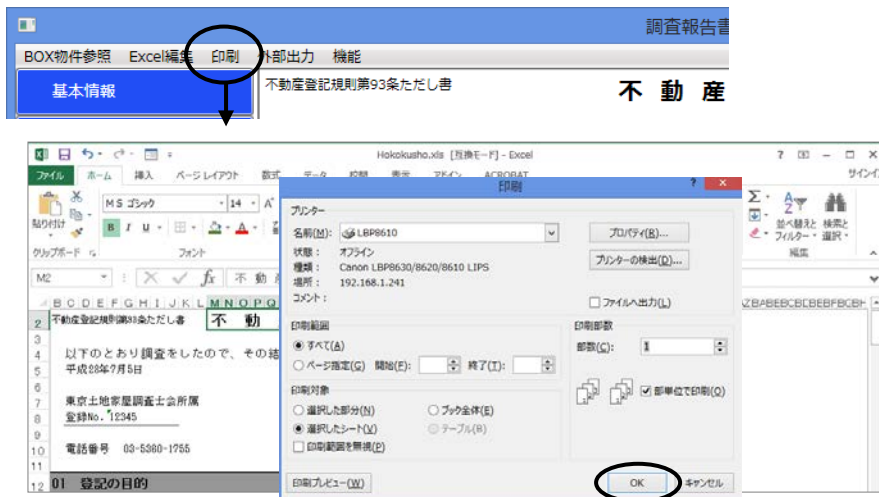 調査報告書
BOX物件参照 Excel編集 印刷 外部出力 機能
基本情報
不動産登記規則第93条ただし書
不 動 産
Hokokusho.xls [互換モード] - Excel
ファイル ホーム 挿入 ページレイアウト 数式 データ 校閲 表示 アドイン ACROBAT サインイ
貼り付け
MS ゴシック 14
B I U
クリップボード フォント
並べ替えと フィルター 検索と 選択
編集
M2
fx 不 動
B C D E F G H I J K L M N O P Q
2 不動産登記規則第93条ただし書 不 動
3
4 以下のとおり調査をしたので、その結
5 平成28年7月5日
6
7 東京土地家屋調査士会所属
8 登録No. 12345
9
10 電話番号 03-5360-1755
11
12 01 登記の目的
印刷
プリンター
名前(M): LBP8610
プロパティ(R)...
状態: オフライン
種類: Canon LBP8630/8620/8610 LIPS
プリンターの検出(D)...
場所: 192.168.1.241
コメント:
ファイルへ出力(L)
印刷範囲
すべて(A)
ページ指定(G) 開始(F): 終了(T):
印刷部数
部数(C): 1
部単位で印刷(O)
印刷対象
選択した部分(N) ブック全体(E)
選択したシート(V) テーブル(B)
印刷範囲を無視(P)
印刷プレビュー(W) OK キャンセル